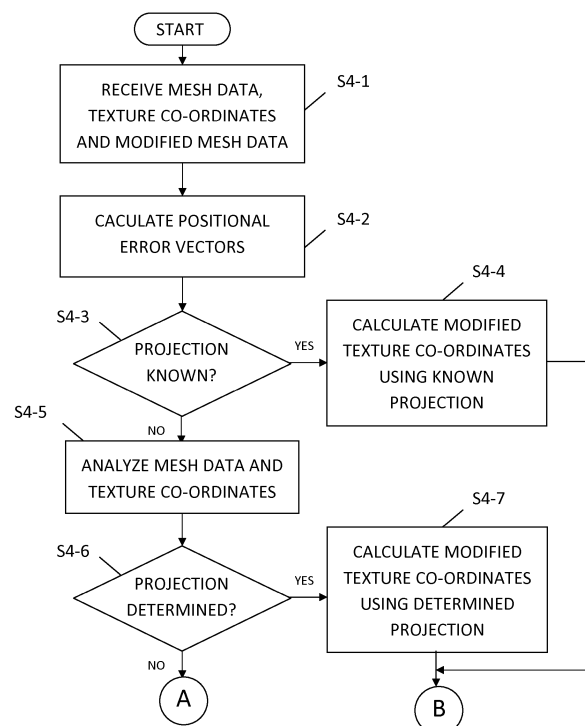 START
RECEIVE MESH DATA,
TEXTURE CO-ORDINATES
AND MODIFIED MESH DATA
S4-1
CACULATE POSITIONAL
ERROR VECTORS
S4-2
S4-3
PROJECTION
KNOWN?
YES
NO
S4-4
CALCULATE MODIFIED
TEXTURE CO-ORDINATES
USING KNOWN
PROJECTION
S4-5
ANALYZE MESH DATA AND
TEXTURE CO-ORDINATES
S4-6
PROJECTION
DETERMINED?
YES
NO
S4-7
CALCULATE MODIFIED
TEXTURE CO-ORDINATES
USING DETERMINED
PROJECTION
A
B